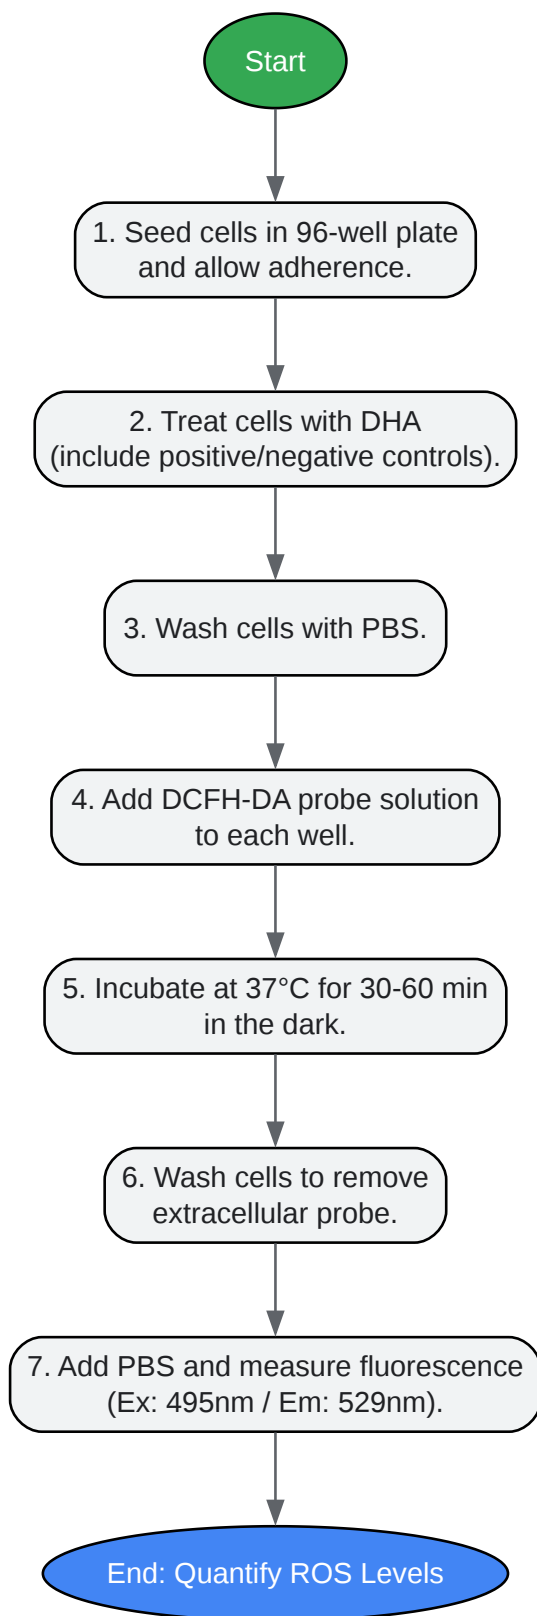 Start
1. Seed cells in 96-well plate
and allow adherence.
2. Treat cells with DHA
(include positive/negative controls).
3. Wash cells with PBS.
4. Add DCFH-DA probe solution
to each well.
5. Incubate at 37°C for 30-60 min
in the dark.
6. Wash cells to remove
extracellular probe.
7. Add PBS and measure fluorescence
(Ex: 495nm / Em: 529nm).
End: Quantify ROS Levels